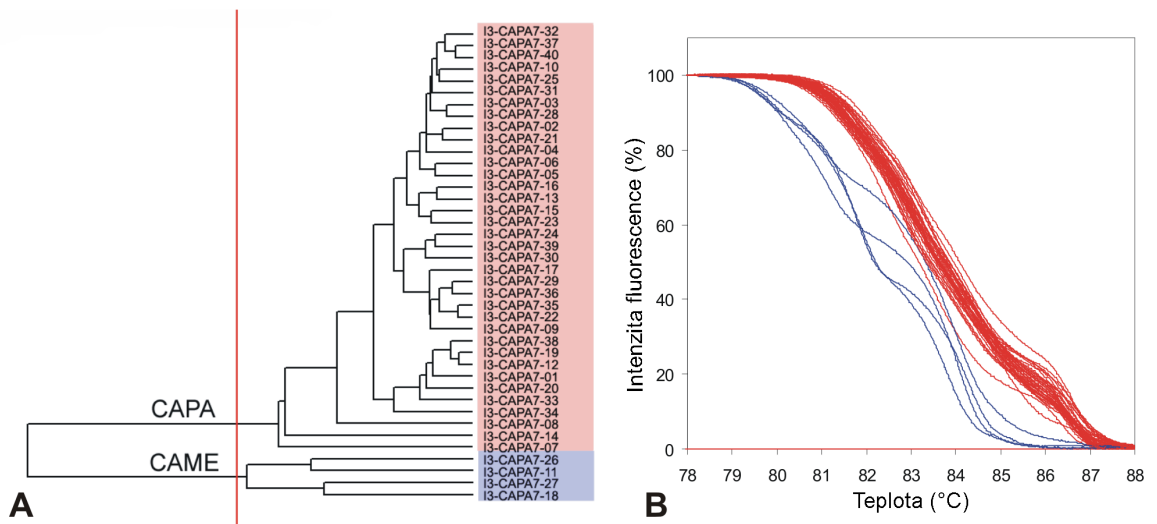 I3-CAPA7-32
I3-CAPA7-37
I3-CAPA7-40
I3-CAPA7-10
I3-CAPA7-25
I3-CAPA7-31
I3-CAPA7-03
I3-CAPA7-28
I3-CAPA7-02
I3-CAPA7-21
I3-CAPA7-04
I3-CAPA7-06
I3-CAPA7-05
I3-CAPA7-16
I3-CAPA7-13
I3-CAPA7-15
I3-CAPA7-23
I3-CAPA7-24
I3-CAPA7-39
I3-CAPA7-30
I3-CAPA7-17
I3-CAPA7-29
I3-CAPA7-36
I3-CAPA7-35
I3-CAPA7-22
I3-CAPA7-09
I3-CAPA7-38
I3-CAPA7-19
I3-CAPA7-12
I3-CAPA7-01
I3-CAPA7-20
I3-CAPA7-33
I3-CAPA7-34
I3-CAPA7-08
I3-CAPA7-14
I3-CAPA7-07
I3-CAPA7-26
I3-CAPA7-11
I3-CAPA7-27
I3-CAPA7-18
CAPA
CAME
A
Intenzita fluorescence (%)
100
80
60
40
20
0
78 79 80 81 82 83 84 85 86 87 88
Teplota (°C)
B